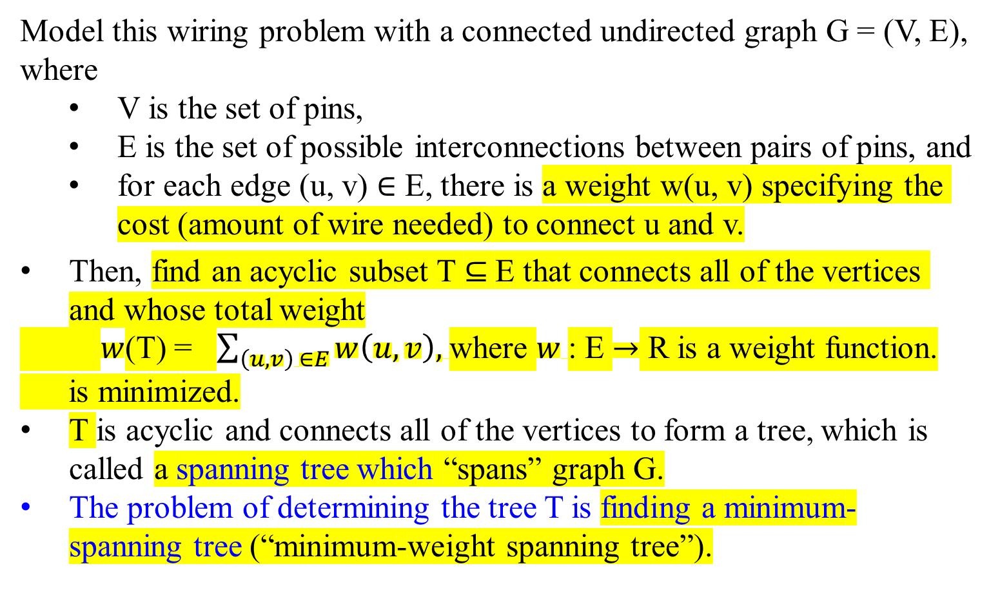 Model this wiring problem with a connected undirected graph G = (V, E),
where
• V is the set of pins,
• E is the set of possible interconnections between pairs of pins, and
• for each edge (u, v) ∈ E, there is a weight w(u, v) specifying the
cost (amount of wire needed) to connect u and v.
• Then, find an acyclic subset T ⊆ E that connects all of the vertices
and whose total weight
w(T) = ∑(u,v) ∈E w(u, v), where w : E → R is a weight function.
is minimized.
• T is acyclic and connects all of the vertices to form a tree, which is
called a spanning tree which “spans” graph G.
• The problem of determining the tree T is finding a minimum-
spanning tree (“minimum-weight spanning tree”).